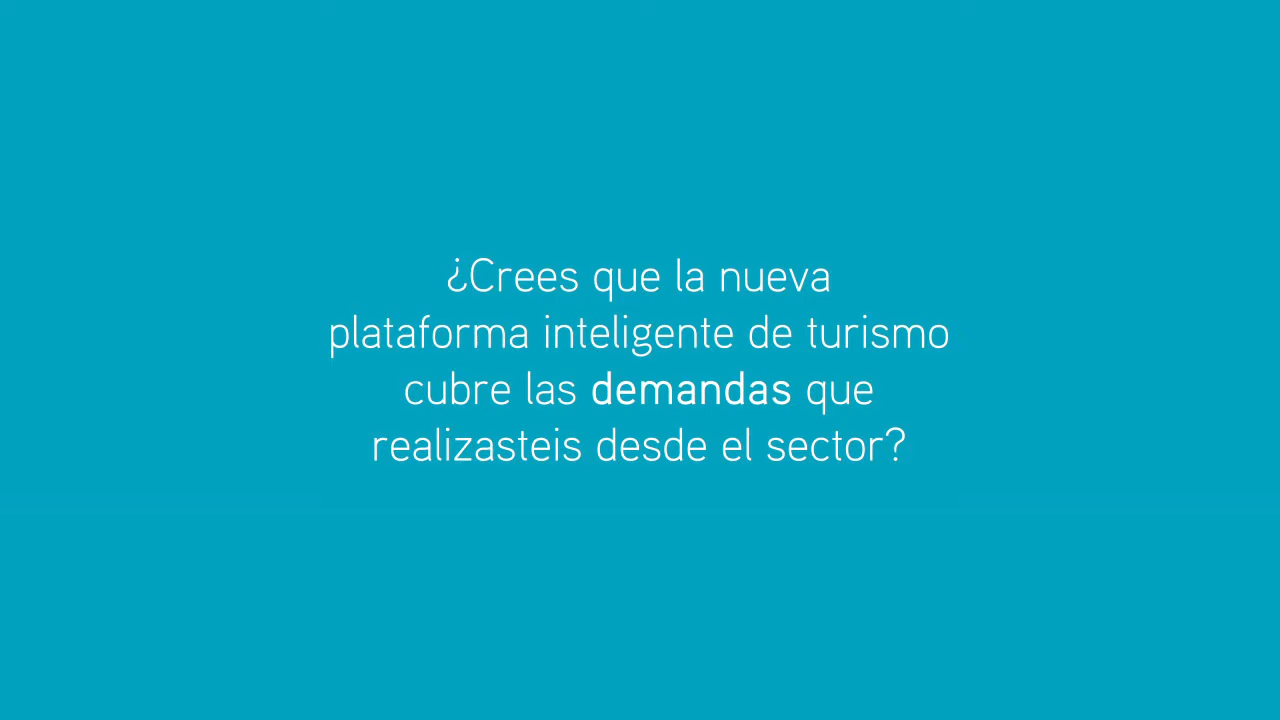 ¿Crees que la nueva
plataforma inteligente de turismo
cubre las demandas que
realizasteis desde el sector?